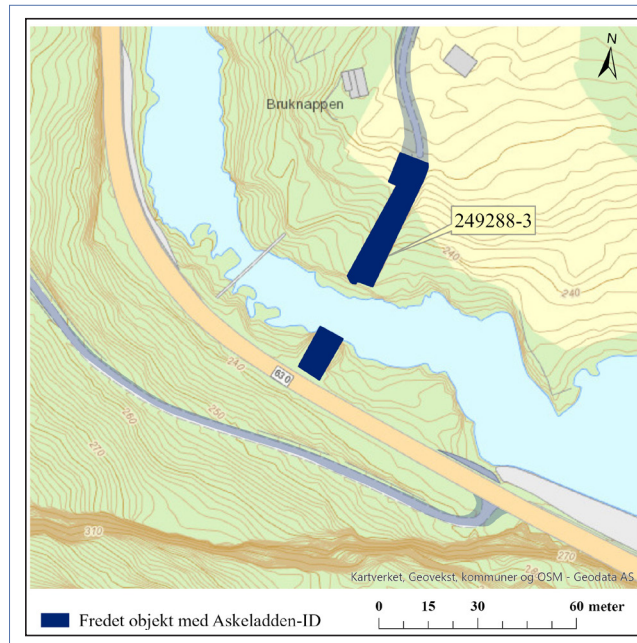 N
Bruknappen
249288-3
240
240
630
240
250
260
270
310
270
Kartverket, Geovekst, kommuner og OSM - Geodata AS
Fredet objekt med Askeladden-ID
0 15 30 60 meter